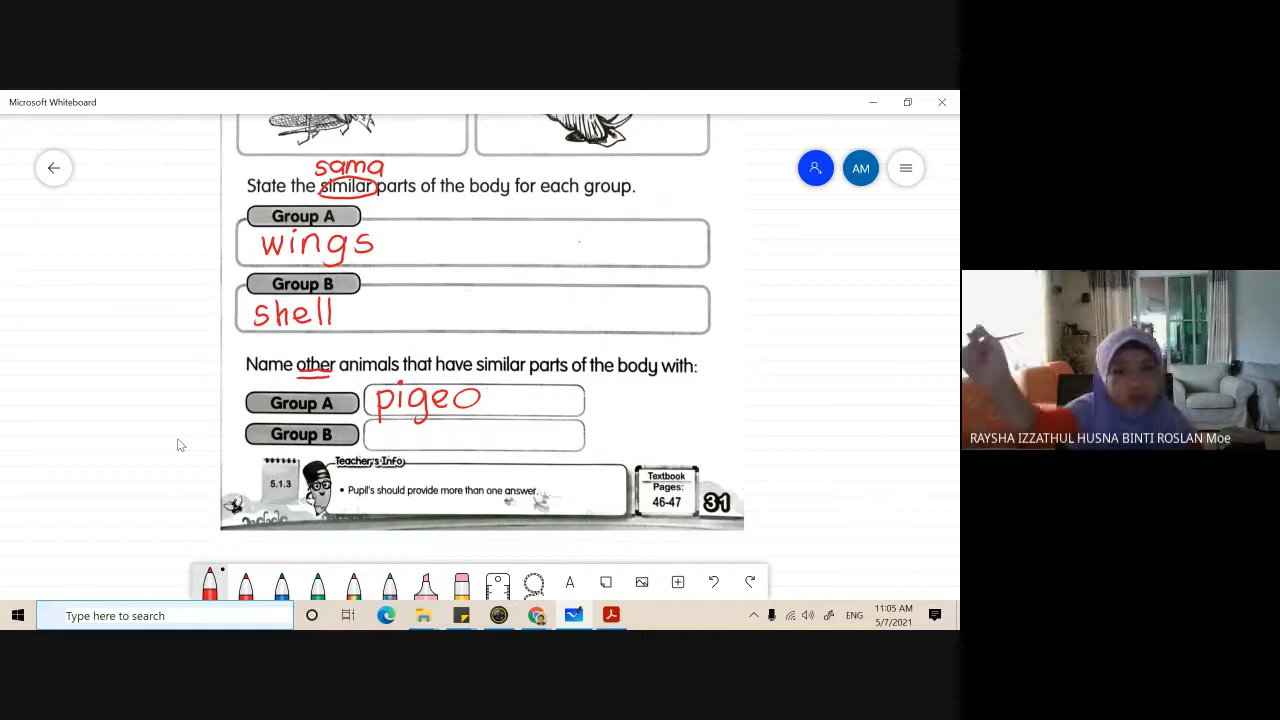 Microsoft Whiteboard
AM
sama
State the similar parts of the body for each group.
Group A
wings
Group B
shell
Name other animals that have similar parts of the body with:
Group A
pigeo
Group B
Teacher's Info
5.1.3
• Pupil's should provide more than one answer.
Textbook
Pages:
46-47
31
RAYSHA IZZATHUL HUSNA BINTI ROSLAN Moe
A
Type here to search
ENG
11:05 AM
5/7/2021